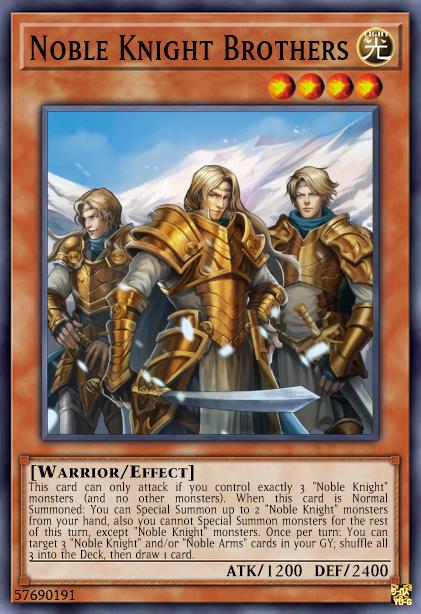 Noble Knight Brothers
LIGHT
光
[Warrior/Effect]
This card can only attack if you control exactly 3 "Noble Knight"
monsters (and no other monsters). When this card is Normal
Summoned: You can Special Summon up to 2 "Noble Knight" monsters
from your hand, also you cannot Special Summon monsters for the rest
of this turn, except "Noble Knight" monsters. Once per turn: You can
target 3 "Noble Knight" and/or "Noble Arms" cards in your GY; shuffle all
3 into the Deck, then draw 1 card.
ATK/1200 DEF/2400
57690191